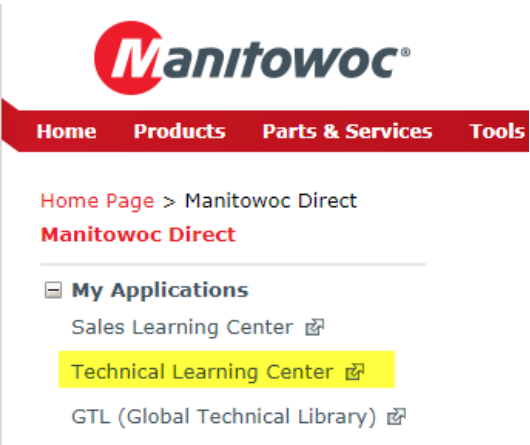 Manitowoc®
Home Products Parts & Services Tools
Home Page > Manitowoc Direct
Manitowoc Direct
My Applications
Sales Learning Center
Technical Learning Center
GTL (Global Technical Library)